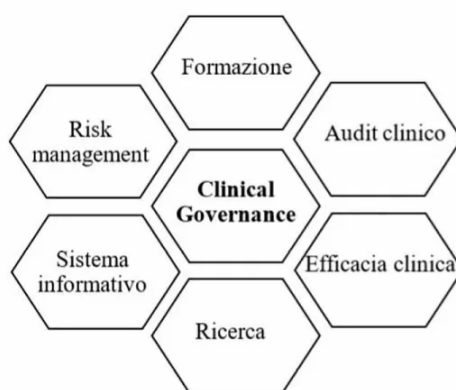 Formazione
Risk
management
Audit clinico
Clinical
Governance
Sistema
informativo
Efficacia clinica
Ricerca